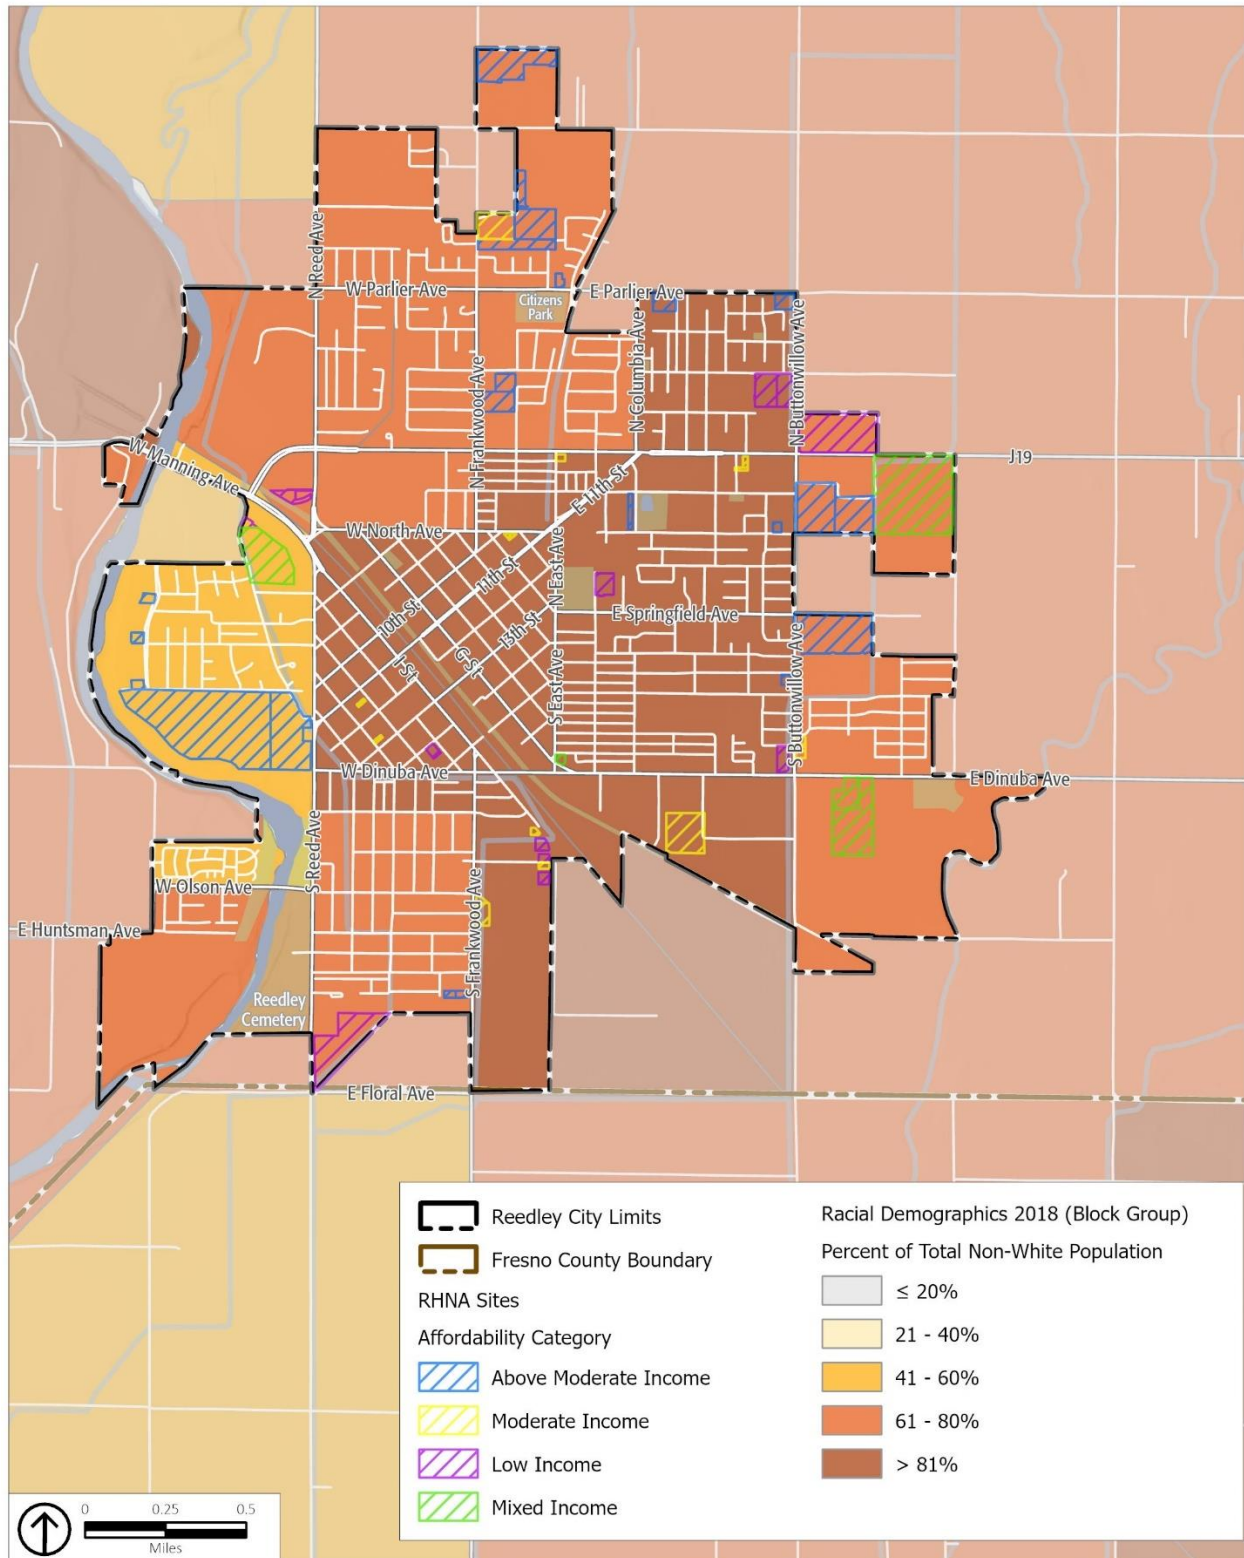 N Reed Ave
W Parlier Ave
Citizens
Park
E Parlier Ave
N Columbia Ave
N Buttonwillow Ave
N Frankwood Ave
W Manning Ave
J19
E 11th St
W North Ave
11th St
N East Ave
10th St
13th St
E Springfield Ave
I St
G St
S East Ave
S Buttonwillow Ave
W Dinuba Ave
E Dinuba Ave
S Reed Ave
W Olson Ave
E Huntsman Ave
S Frankwood Ave
Reedley
Cemetery
E Floral Ave
Reedley City Limits
Fresno County Boundary
RHNA Sites
Affordability Category
Above Moderate Income
Moderate Income
Low Income
Mixed Income
Racial Demographics 2018 (Block Group)
Percent of Total Non-White Population
≤ 20%
21 - 40%
41 - 60%
61 - 80%
> 81%
0 0.25 0.5
Miles